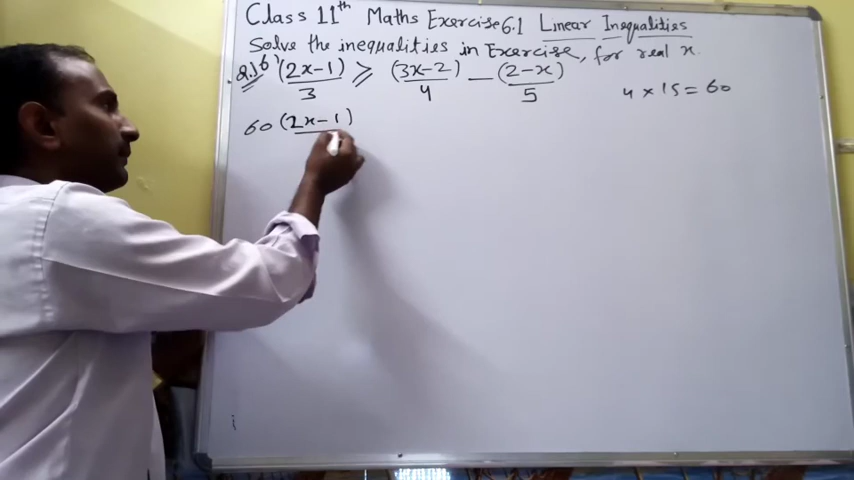 Class 11th Maths Exercise 6.1 Linear Inequalities
Solve the inequalities in Exercise, for real x.
Q.16 (2x-1)/3 ≥ (3x-2)/4 - (2-x)/5
4 × 15 = 60
60 (2x-1)